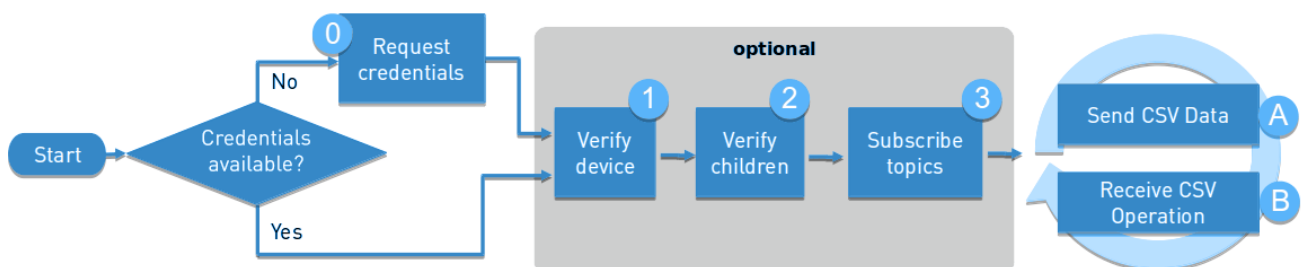 Start
Credentials
available?
No
Yes
0
Request
credentials
optional
1
Verify
device
2
Verify
children
3
Subscribe
topics
Send CSV Data
A
Receive CSV
Operation
B